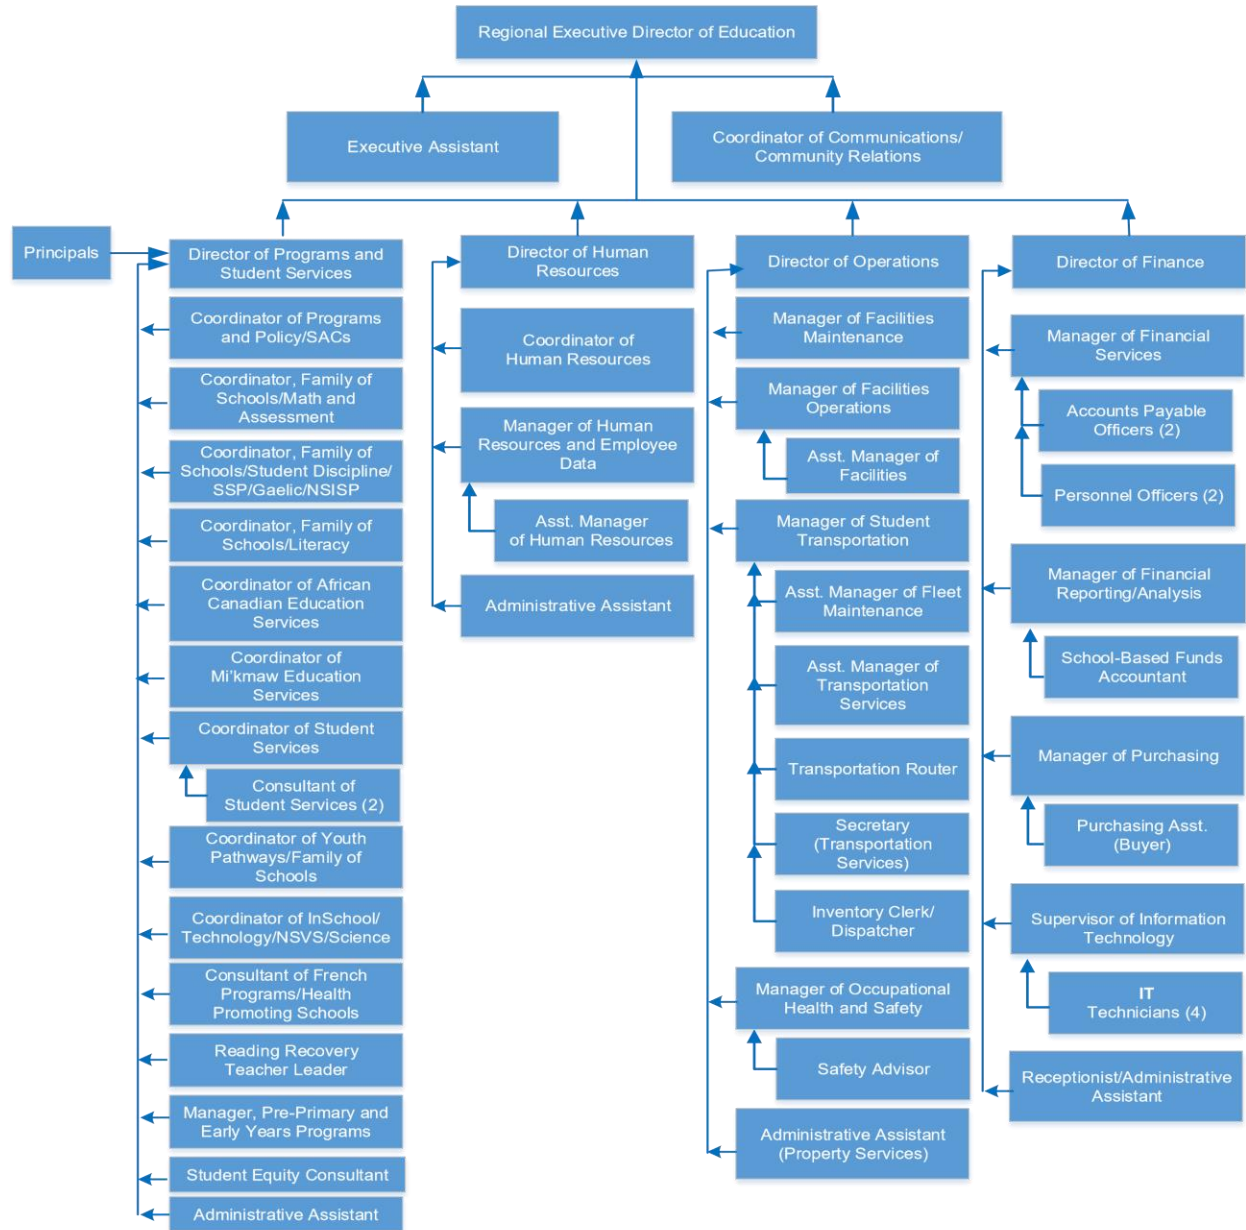 Regional Executive Director of Education
Executive Assistant
Coordinator of Communications/
Community Relations
Principals
Director of Programs and
Student Services
Coordinator of Programs
and Policy/SACs
Coordinator, Family of
Schools/Math and
Assessment
Coordinator, Family of
Schools/Student Discipline/
SSP/Gaelic/NSISP
Coordinator, Family of
Schools/Literacy
Coordinator of African
Canadian Education
Services
Coordinator of
Mi'kmaw Education
Services
Coordinator of Student
Services
Consultant of
Student Services (2)
Coordinator of Youth
Pathways/Family of
Schools
Coordinator of InSchool/
Technology/NSVS/Science
Consultant of French
Programs/Health
Promoting Schools
Reading Recovery
Teacher Leader
Manager, Pre-Primary and
Early Years Programs
Student Equity Consultant
Administrative Assistant
Director of Human
Resources
Coordinator of
Human Resources
Manager of Human
Resources and Employee
Data
Asst. Manager
of Human Resources
Administrative Assistant
Director of Operations
Manager of Facilities
Maintenance
Manager of Facilities
Operations
Asst. Manager of
Facilities
Manager of Student
Transportation
Asst. Manager of Fleet
Maintenance
Asst. Manager of
Transportation
Services
Transportation Router
Secretary
(Transportation
Services)
Inventory Clerk/
Dispatcher
Manager of Occupational
Health and Safety
Safety Advisor
Administrative Assistant
(Property Services)
Director of Finance
Manager of Financial
Services
Accounts Payable
Officers (2)
Personnel Officers (2)
Manager of Financial
Reporting/Analysis
School-Based Funds
Accountant
Manager of Purchasing
Purchasing Asst.
(Buyer)
Supervisor of Information
Technology
IT
Technicians (4)
Receptionist/Administrative
Assistant